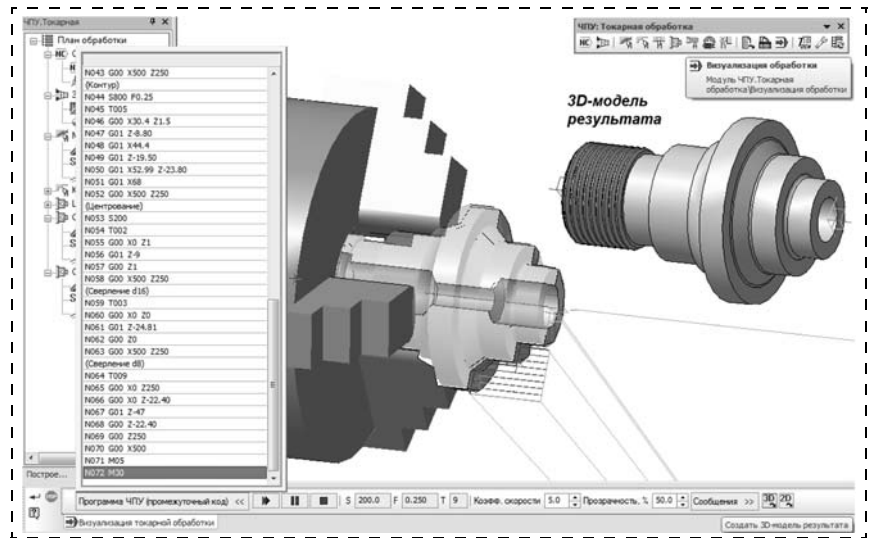 ЧПУ.Токарная
План обработки
N043 G00 X500 Z250
(Контур)
N044 S800 F0.25
N045 T005
N046 G00 X30.4 Z1.5
N047 G01 Z-8.80
N048 G01 X44.4
N049 G01 Z-19.50
N050 G01 X52.99 Z-23.80
N051 G01 X68
N052 G00 X500 Z250
(Центрование)
N053 S200
N054 T002
N055 G00 X0 Z1
N056 G01 Z-9
N057 G00 Z1
N058 G00 X500 Z250
(Сверление d16)
N059 T003
N060 G00 X0 Z0
N061 G01 Z-24.81
N062 G00 Z0
N063 G00 X500 Z250
(Сверление d8)
N064 T009
N065 G00 X0 Z250
N066 G00 X0 Z-22.40
N067 G01 Z-47
N068 G00 Z-22.40
N069 G00 Z250
N070 G00 X500
N071 M05
N072 M30
ЧПУ: Токарная обработка
Визуализация обработки
Модуль ЧПУ.Токарная
обработка\Визуализация обработки
3D-модель
результата
Построе...
Программа ЧПУ (промежуточный код) << S 200.0 F 0.250 T 9 Коэфф. скорости 5.0 Прозрачность, % 50.0 Сообщения >> 3D 2D
Визуализация токарной обработки
Создать 3D-модель результата